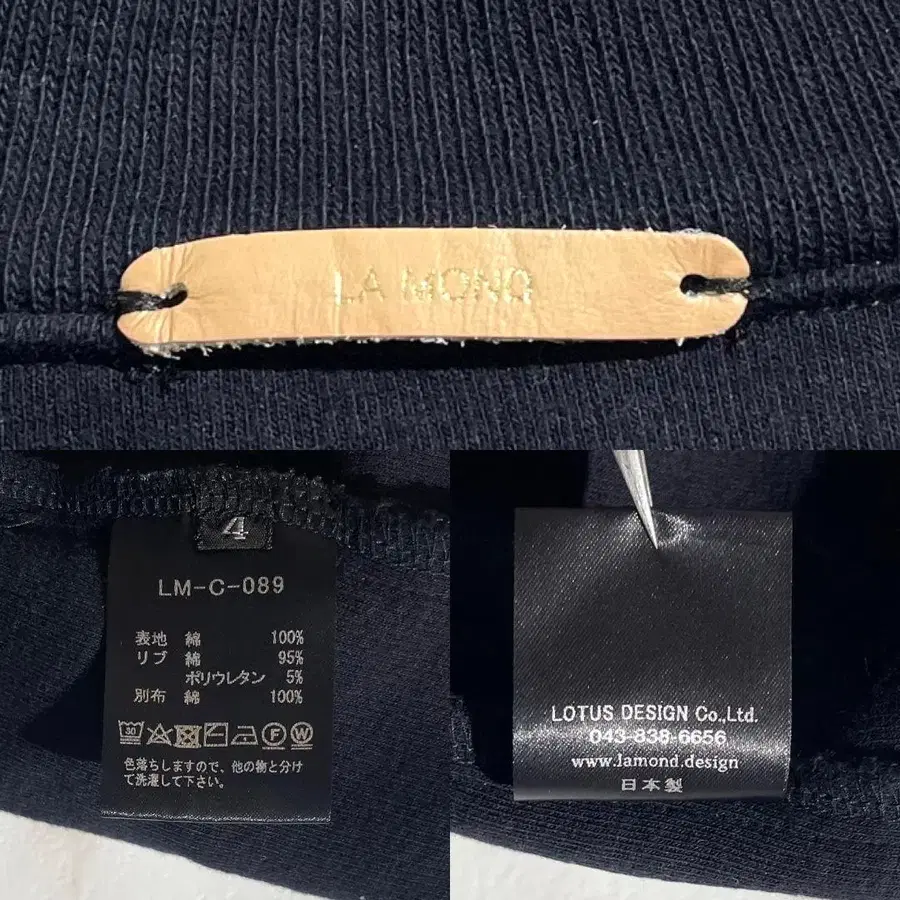 LA MOND
4
LM-C-089
表地 綿 100%
リブ 綿 95%
ポリウレタン 5%
別布 綿 100%
30 F W
色落ちしますので、他の物と分け
て洗濯して下さい。
LOTUS DESIGN Co.,Ltd.
043-838-6656
www.lamond.design
日本製